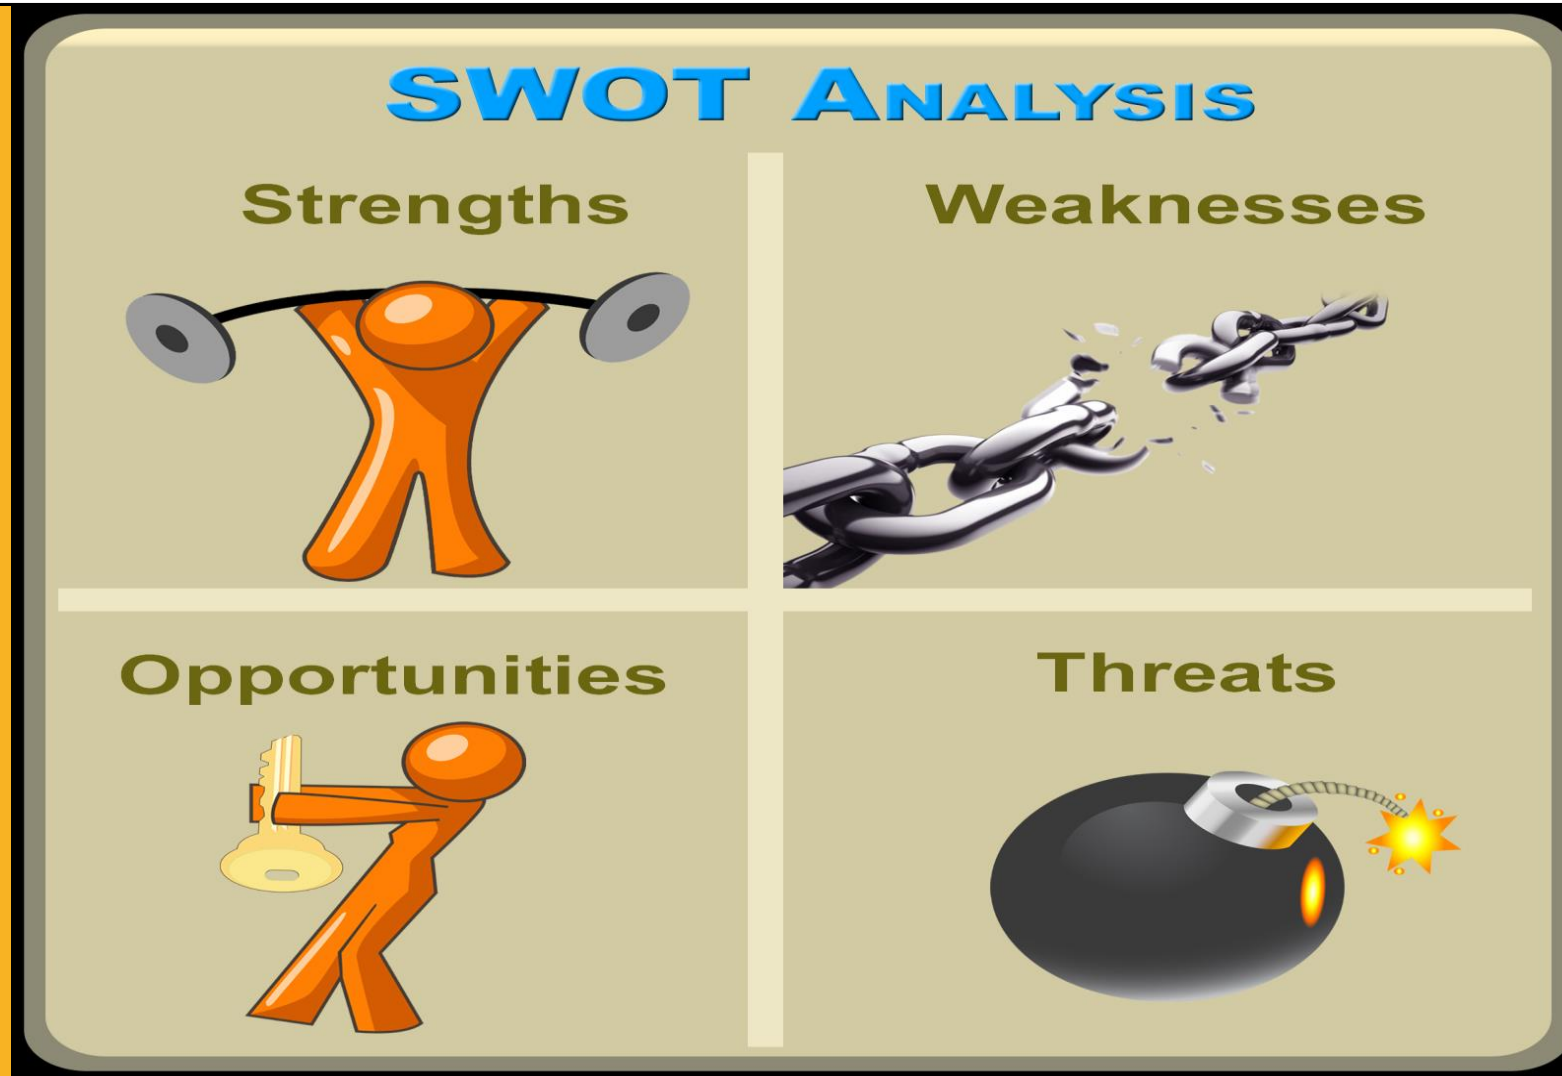 SWOT ANALYSIS
Strengths
Weaknesses
Opportunities
Threats